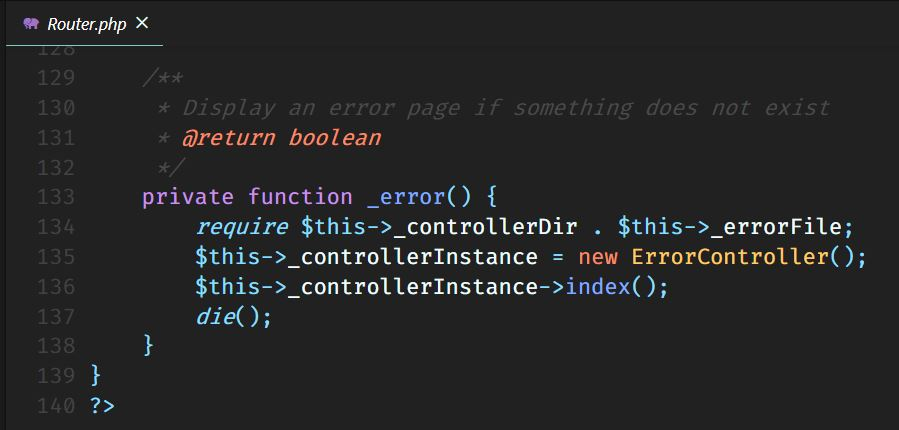 Router.php
128
129 /**
130 * Display an error page if something does not exist
131 * @return boolean
132 */
133 private function _error() {
134 require $this->_controllerDir . $this->_errorFile;
135 $this->_controllerInstance = new ErrorController();
136 $this->_controllerInstance->index();
137 die();
138 }
139 }
140 ?>